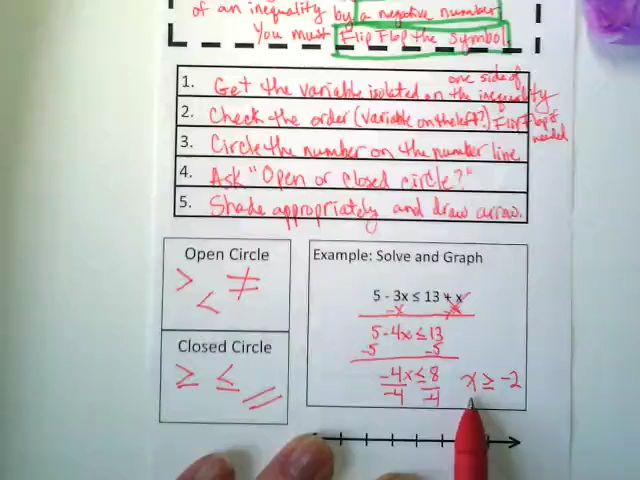 of an inequality by a negative number
You must Flip Flop the symbol
1. Get the variable isolated on one side of the inequality
2. Check the order (variable on the left?) Flip Flop if needed
3. Circle the number on the number line
4. Ask "Open or closed circle?"
5. Shade appropriately and draw arrow.
Open Circle
> < ≠
Closed Circle
≥ ≤ =
Example: Solve and Graph
5 - 3x ≤ 13 + x
-x -x
5-4x ≤ 13
-5 -5
-4x ≤ 8 x ≥ -2
-4 -4